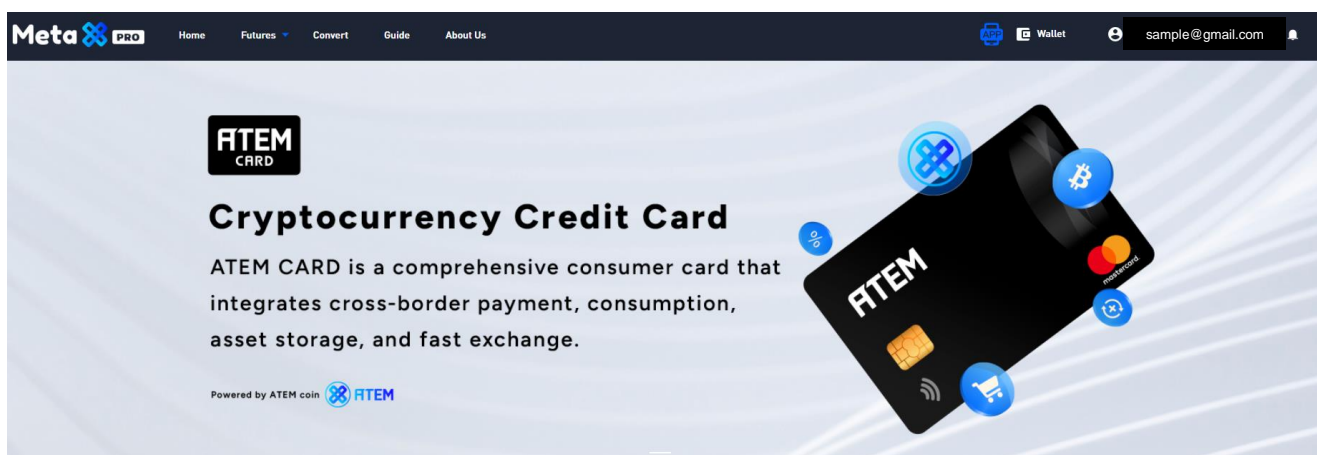 Meta PRO
Home Futures Convert Guide About Us
APP Wallet sample@gmail.com
ATEM
CARD
Cryptocurrency Credit Card
ATEM CARD is a comprehensive consumer card that
integrates cross-border payment, consumption,
asset storage, and fast exchange.
Powered by ATEM coin ATEM
%
ATEM
mastercard